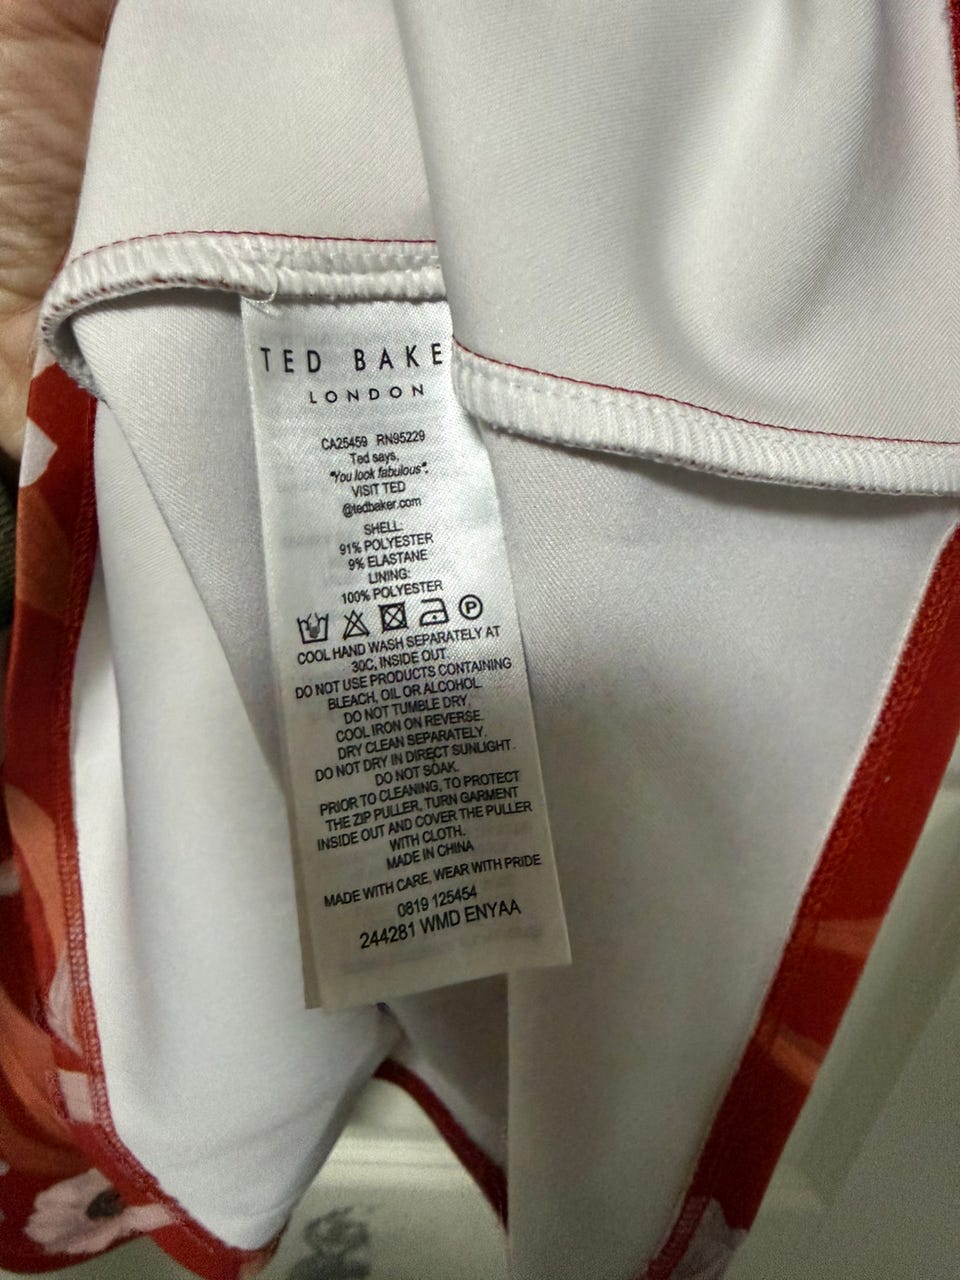 TED BAKE
LONDON
CA25459 RN95229
Ted says,
"You look fabulous".
VISIT TED
@tedbaker.com
SHELL:
91% POLYESTER
9% ELASTANE
LINING:
100% POLYESTER
P
COOL HAND WASH SEPARATELY AT
30C, INSIDE OUT.
DO NOT USE PRODUCTS CONTAINING
BLEACH, OIL OR ALCOHOL.
DO NOT TUMBLE DRY.
COOL IRON ON REVERSE.
DRY CLEAN SEPARATELY.
DO NOT DRY IN DIRECT SUNLIGHT.
DO NOT SOAK.
PRIOR TO CLEANING, TO PROTECT
THE ZIP PULLER, TURN GARMENT
INSIDE OUT AND COVER THE PULLER
WITH CLOTH.
MADE IN CHINA
MADE WITH CARE, WEAR WITH PRIDE
0819 125454
244281 WMD ENYAA